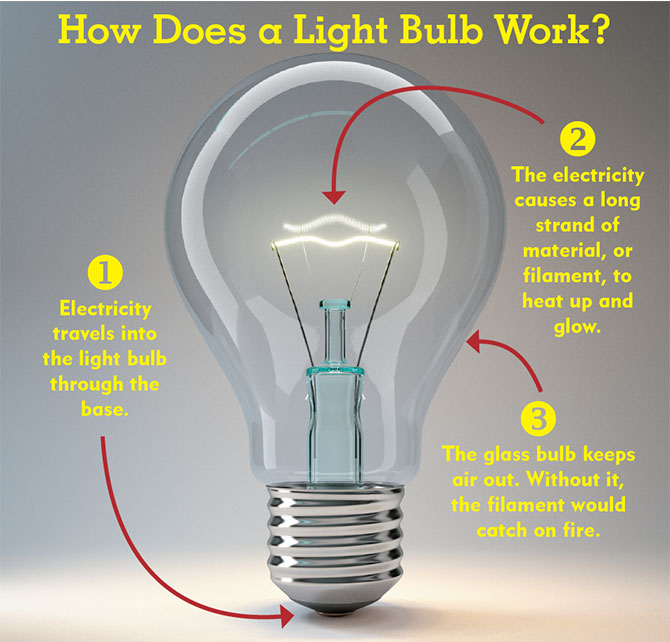 How Does a Light Bulb Work?
1
Electricity
travels into
the light bulb
through the
base.
2
The electricity
causes a long
strand of
material, or
filament, to
heat up and
glow.
3
The glass bulb keeps
air out. Without it,
the filament would
catch on fire.